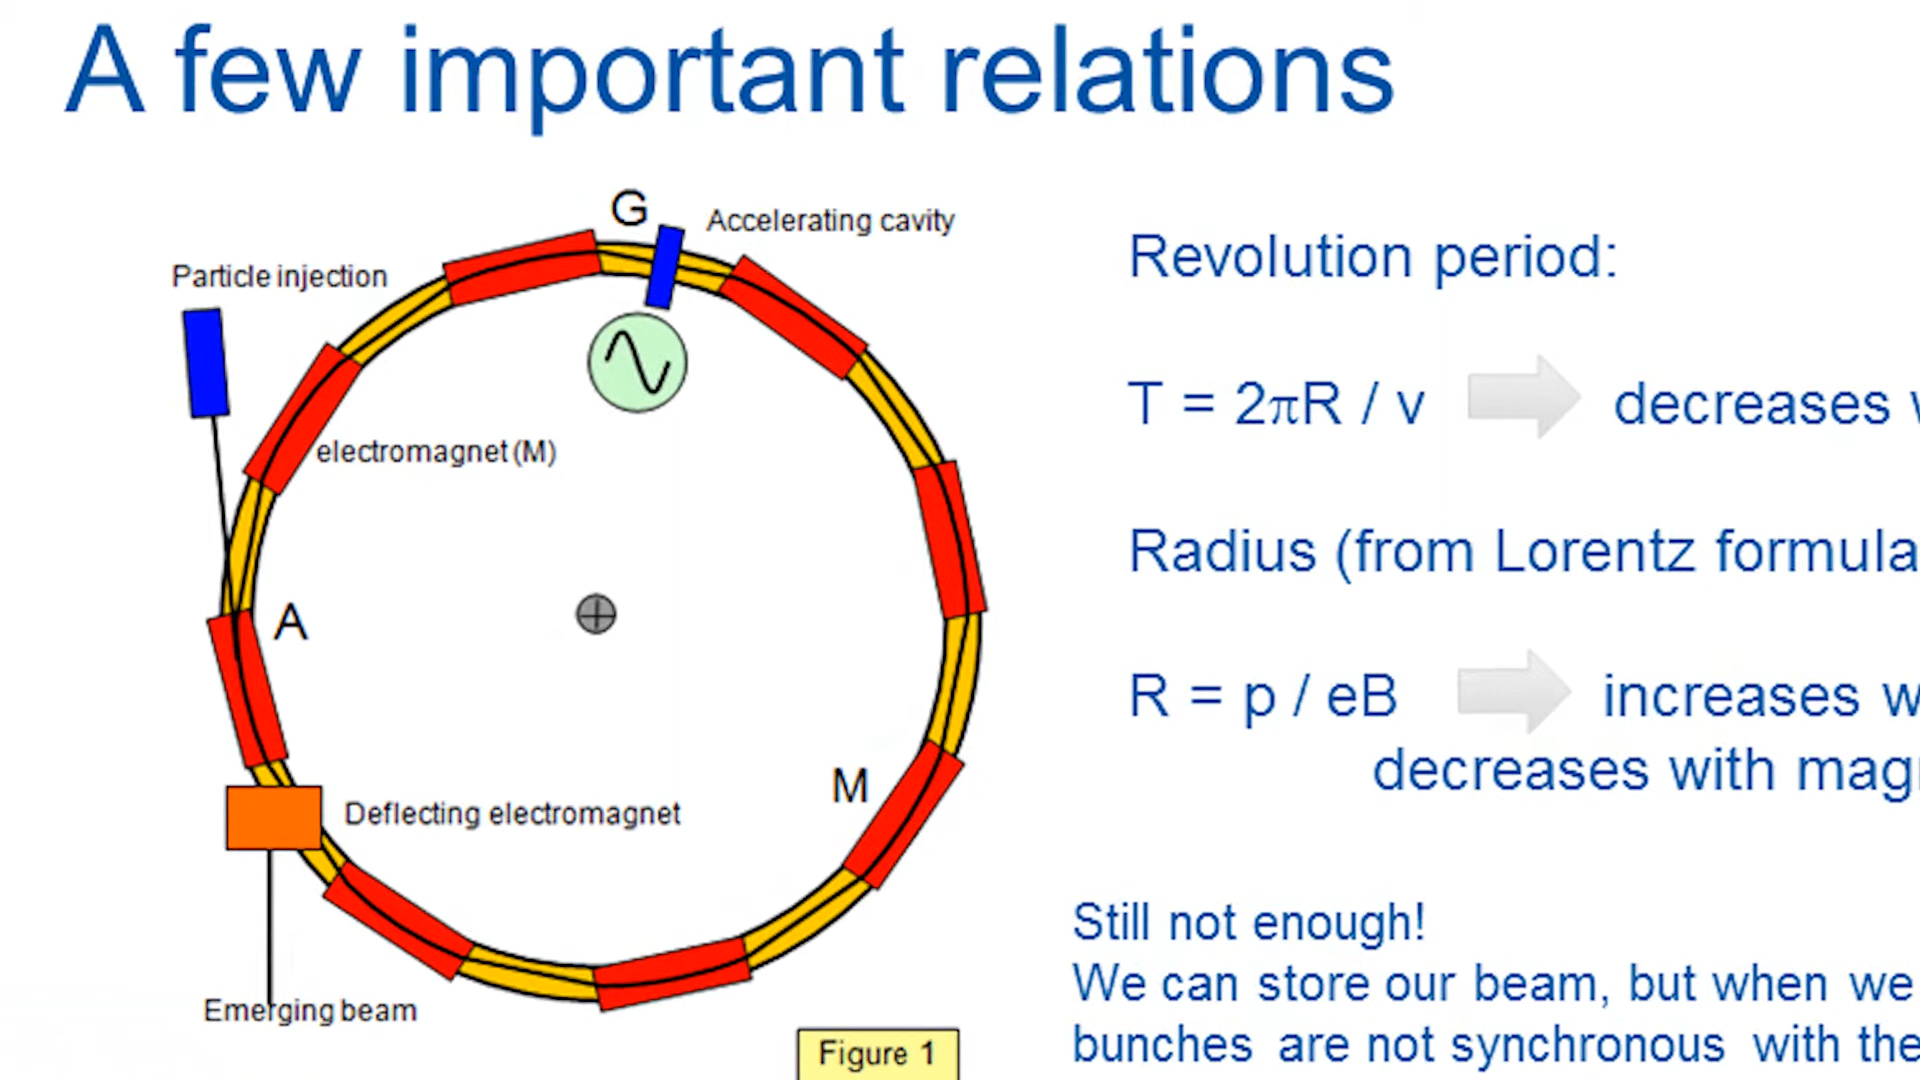 A few important relations
G
Accelerating cavity
Particle injection
electromagnet (M)
A
M
Deflecting electromagnet
Emerging beam
Figure 1
Revolution period:
T = 2πR / v
decreases
Radius (from Lorentz formula
R = p / eB
increases
decreases with
Still not enough!
We can store our beam, but when we
bunches are not synchronous with the